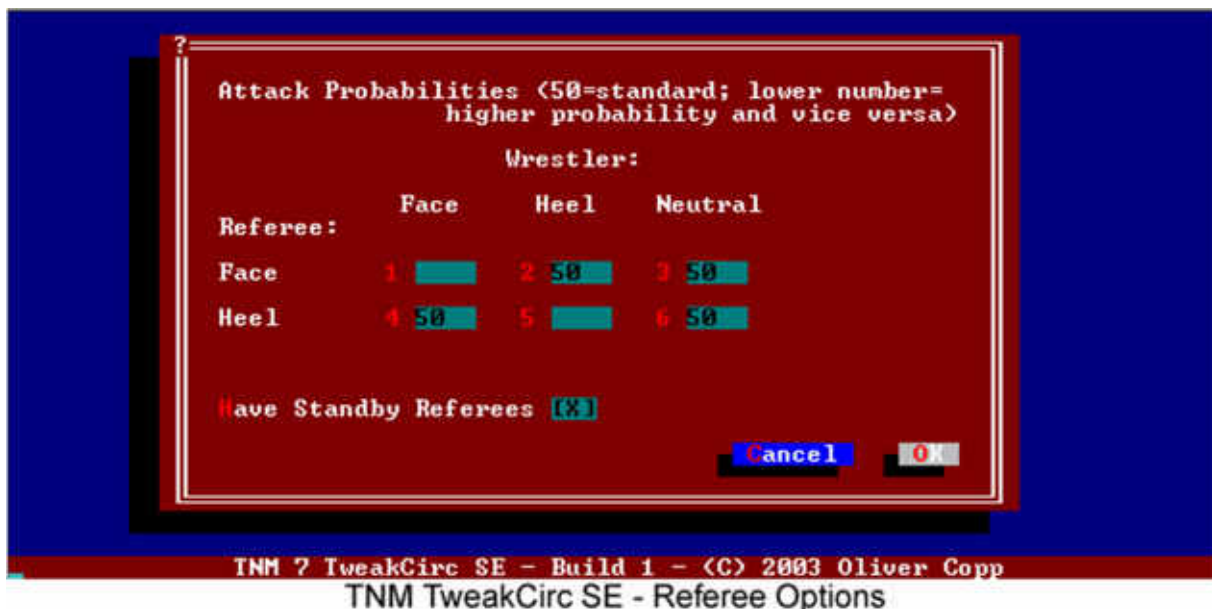 ?
Attack Probabilities (50=standard; lower number=
higher probability and vice versa)
Wrestler:
Face Heel Neutral
Referee:
Face 1 2 50 3 50
Heel 4 50 5 6 50
Have Standby Referees [X]
Cancel OK
TNM 7 TweakCirc SE - Build 1 - (C) 2003 Oliver Copp
TNM TweakCirc SE - Referee Options